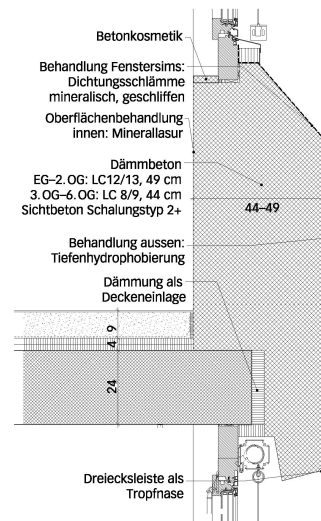 Betonkosmetik
Behandlung Fenstersims:
Dichtungsschlämme
mineralisch, geschliffen
Oberflächenbehandlung
innen: Minerallasur
Dämmbeton
EG–2. OG: LC12/13, 49 cm
3. OG–6. OG: LC 8/9, 44 cm
Sichtbeton Schalungstyp 2+
44–49
Behandlung aussen:
Tiefenhydrophobierung
Dämmung als
Deckeneinlage
9
4
24
Dreiecksleiste als
Tropfnase